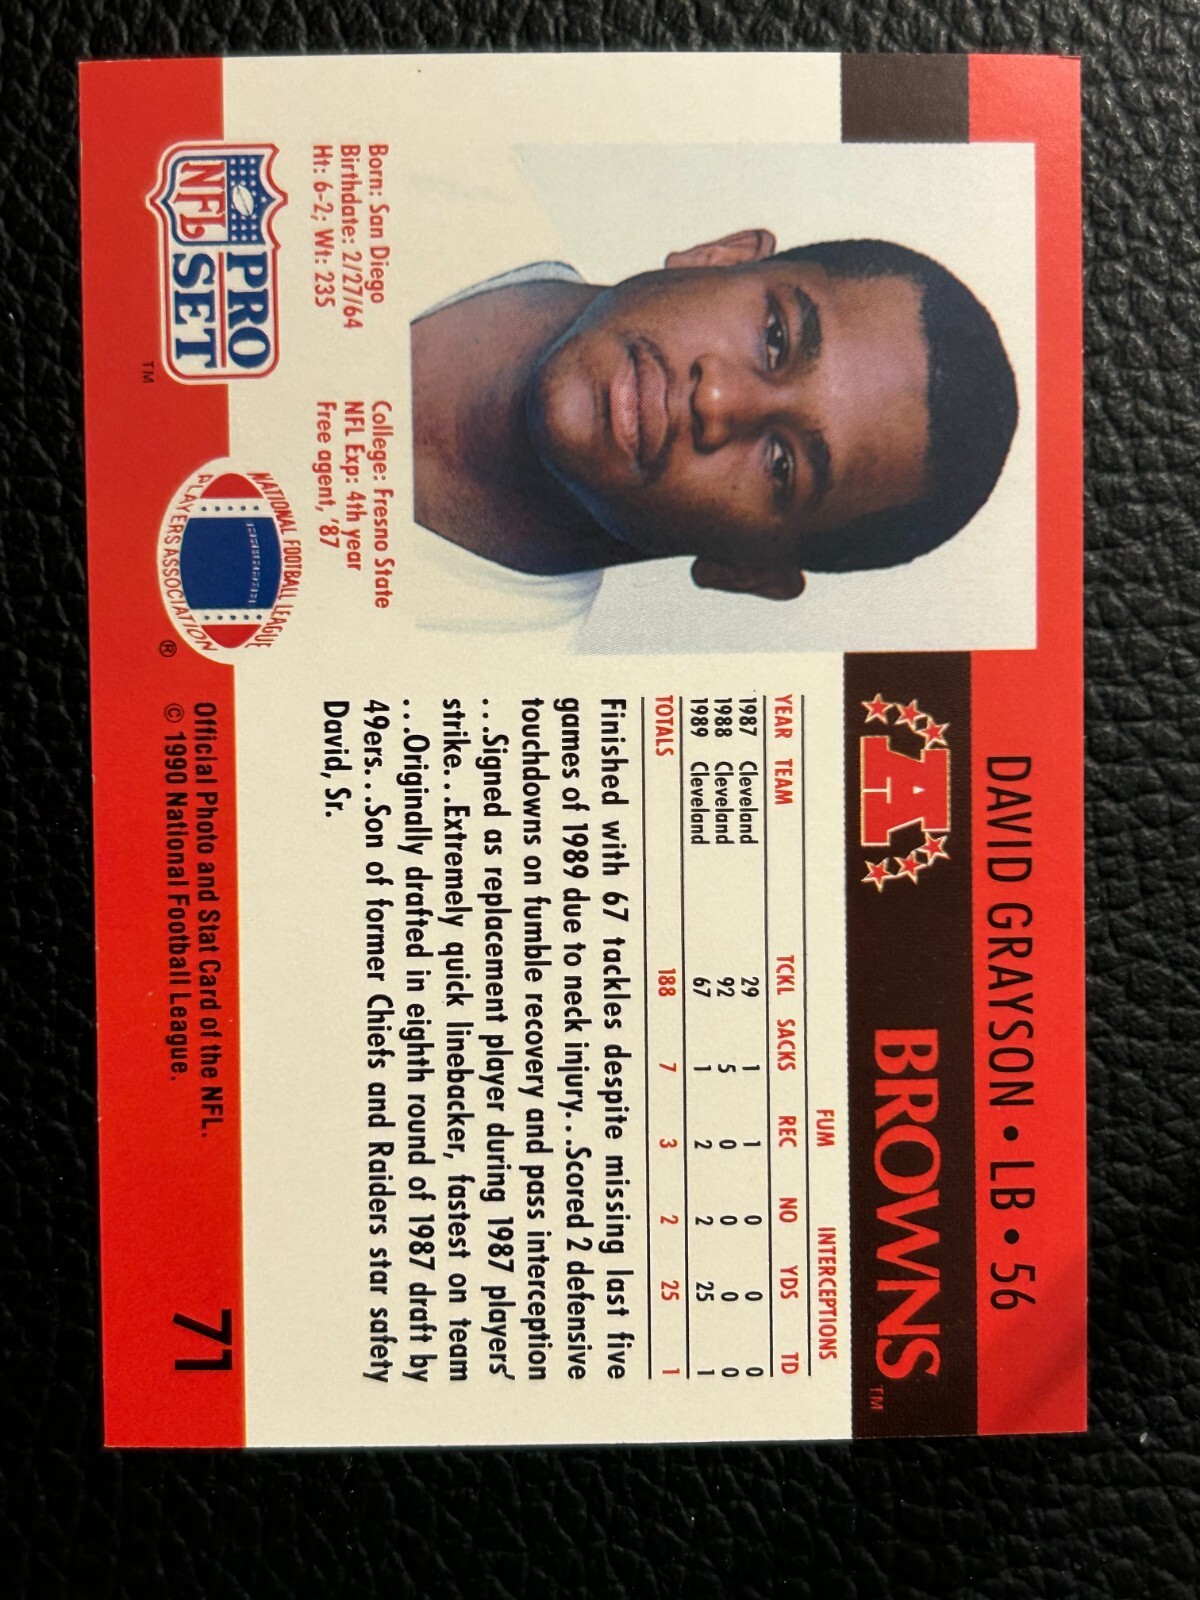 DAVID GRAYSON • LB • 56
A
BROWNS TM
FUM INTERCEPTIONS
YEAR TEAM TCKL SACKS REC NO YDS TD
1987 Cleveland 29 1 1 0 0 0
1988 Cleveland 92 5 0 0 0 0
1989 Cleveland 67 1 2 2 25 1
TOTALS 188 7 3 2 25 1
Finished with 67 tackles despite missing last five
games of 1989 due to neck injury...Scored 2 defensive
touchdowns on fumble recovery and pass interception
...Signed as replacement player during 1987 players'
strike...Extremely quick linebacker, fastest on team
...Originally drafted in eighth round of 1987 draft by
49ers...Son of former Chiefs and Raiders star safety
David, Sr.
Born: San Diego
Birthdate: 2/27/64
Ht: 6-2; Wt: 235
College: Fresno State
NFL Exp: 4th year
Free agent, '87
NFL
PRO
SET
TM
NATIONAL FOOTBALL LEAGUE
PLAYERS ASSOCIATION
®
Official Photo and Stat Card of the NFL.
© 1990 National Football League.
71